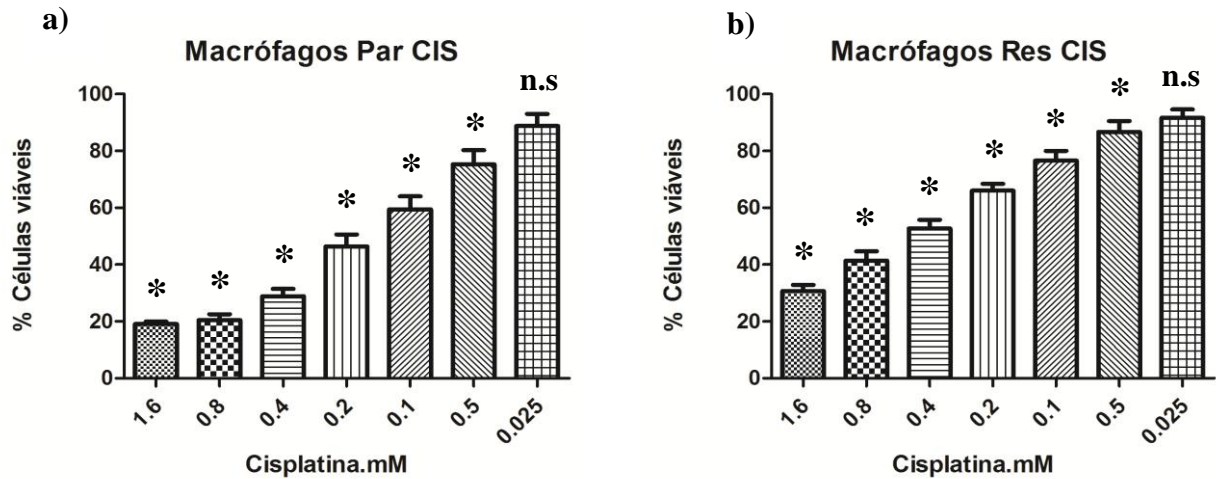 a)
Macrófagos Par CIS
n.s
* * * * * *
100
80
60
40
20
0
% Células viáveis
1.6 0.8 0.4 0.2 0.1 0.5 0.025
Cisplatina.mM
b)
Macrófagos Res CIS
n.s
* * * * * *
100
80
60
40
20
0
% Células viáveis
1.6 0.8 0.4 0.2 0.1 0.5 0.025
Cisplatina.mM